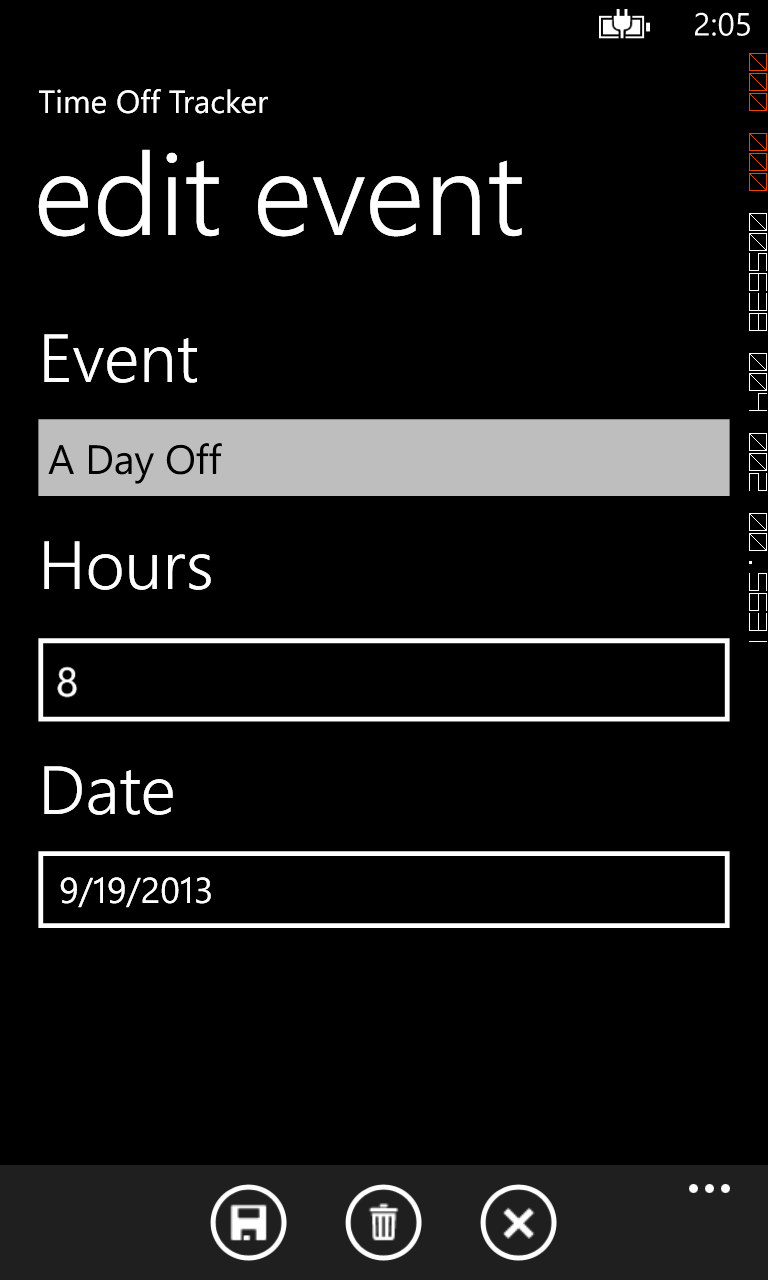 2:05
Time Off Tracker
edit event
Event
A Day Off
Hours
8
Date
9/19/2013